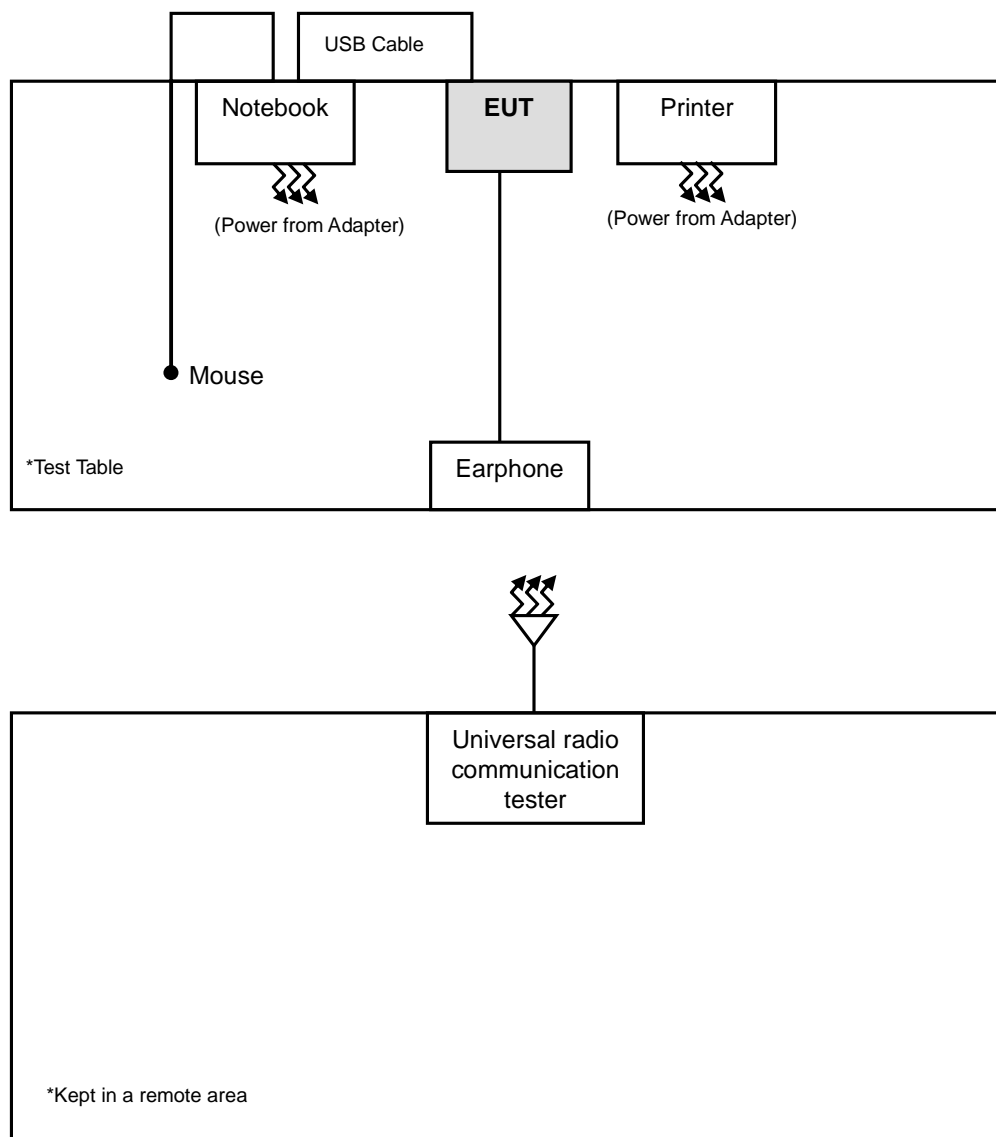 USB Cable
Notebook
EUT
Printer
(Power from Adapter)
(Power from Adapter)
Mouse
*Test Table
Earphone
Universal radio
communication
tester
*Kept in a remote area